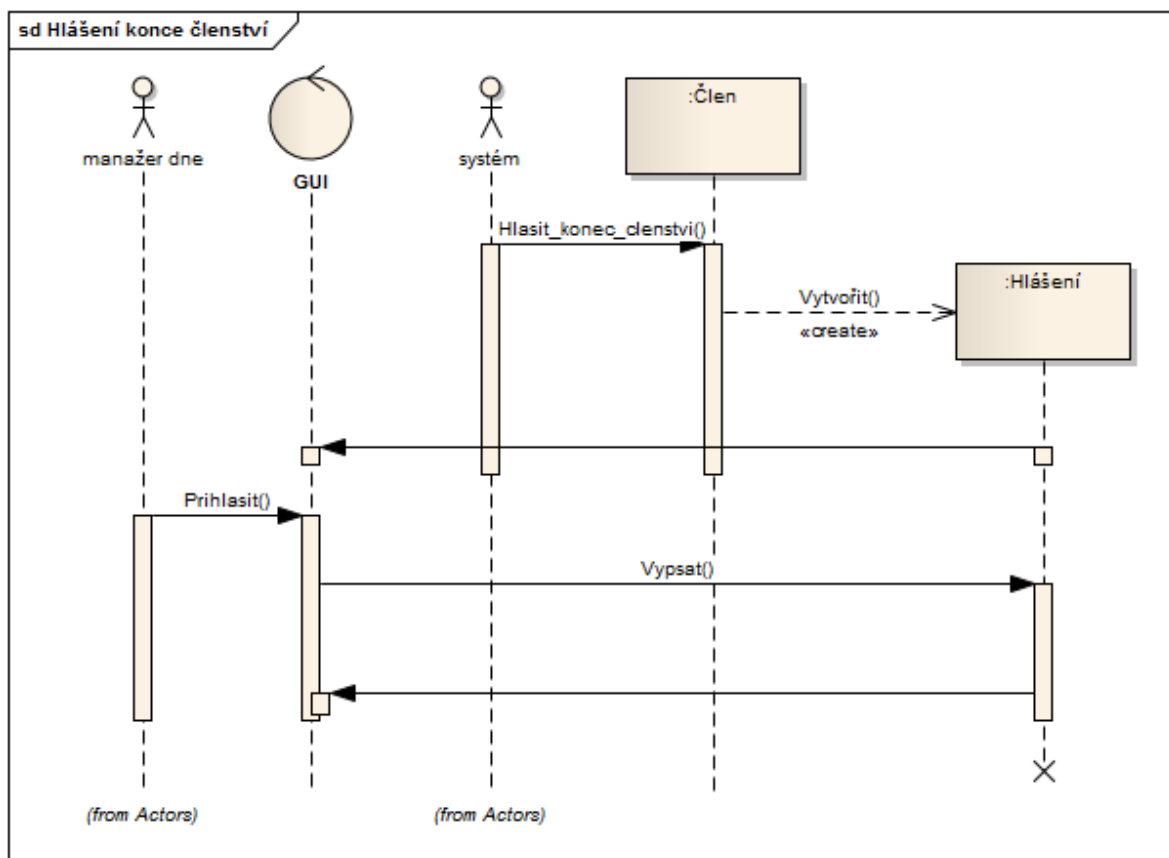 sd Hlášení konce členství
manažer dne
GUI
systém
:Člen
Hlasit_konec_clenstvi()
:Hlášení
Vytvořit()
«create»
Prihlasit()
Vypsat()
(from Actors)
(from Actors)